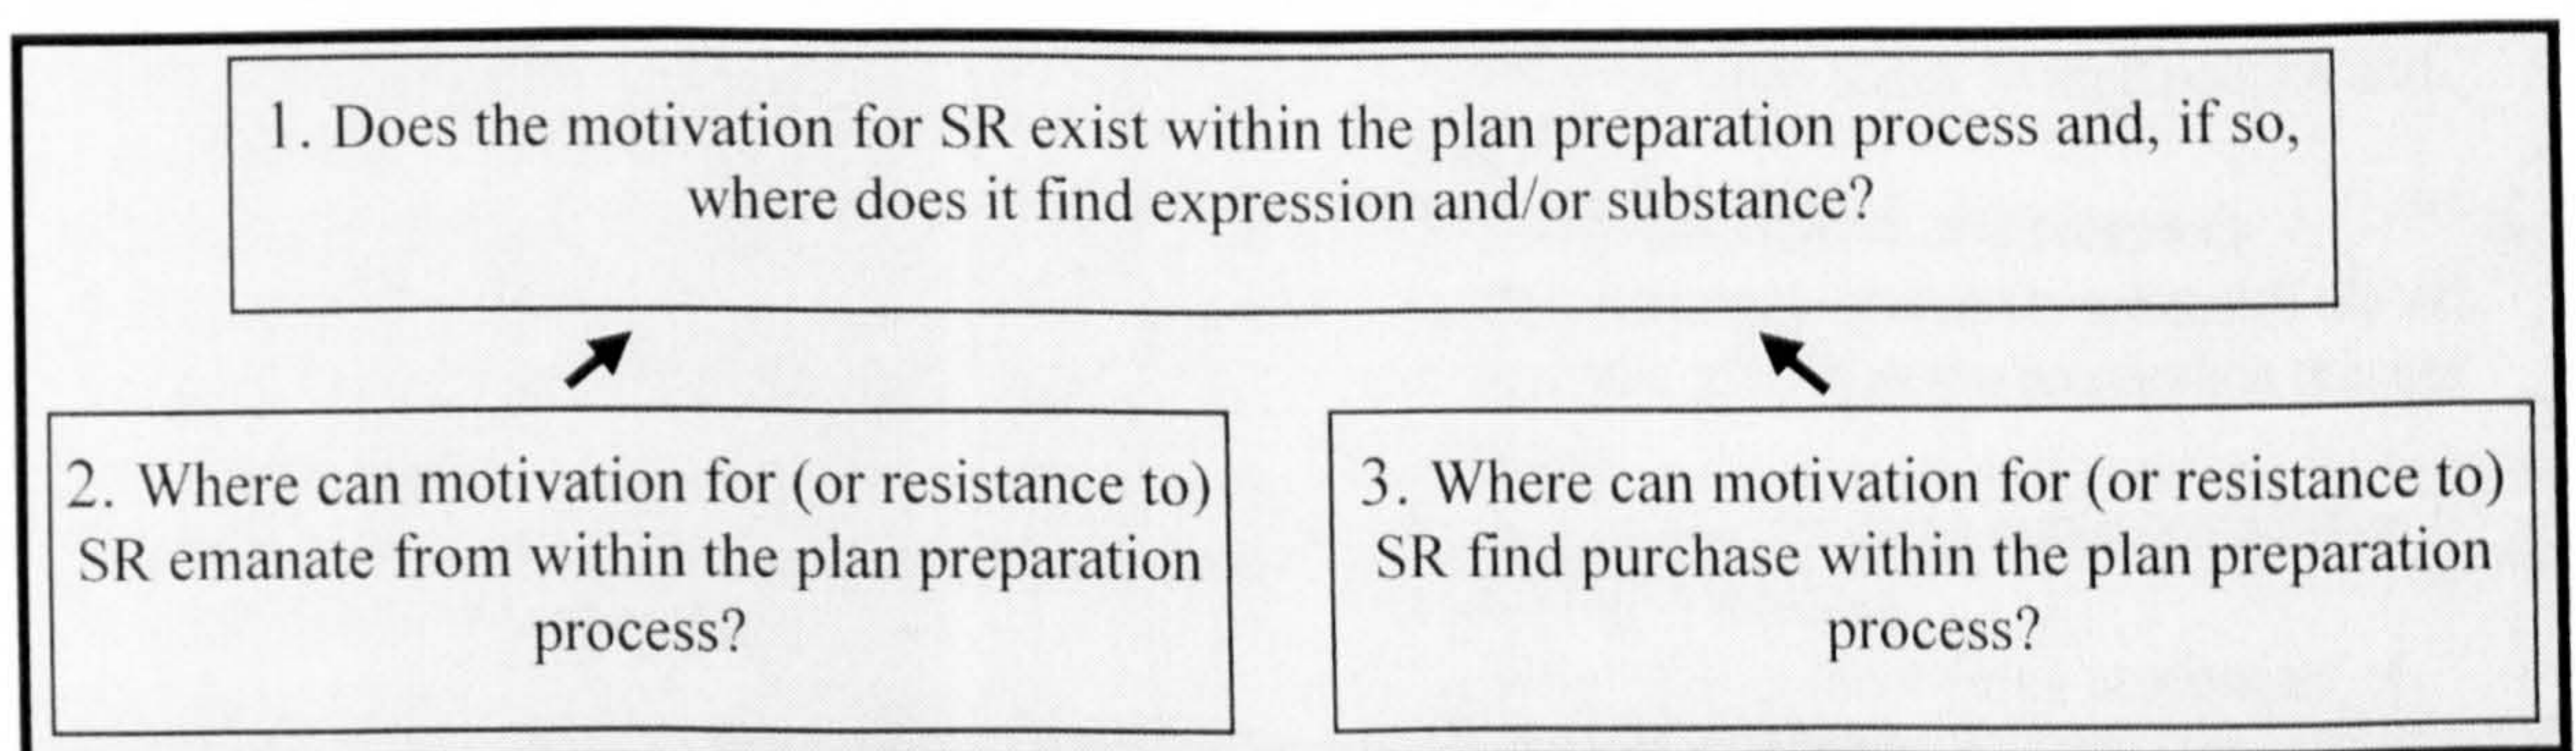 1. Does the motivation for SR exist within the plan preparation process and, if so,
where does it find expression and/or substance?
2. Where can motivation for (or resistance to)
SR emanate from within the plan preparation
process?
3. Where can motivation for (or resistance to)
SR find purchase within the plan preparation
process?